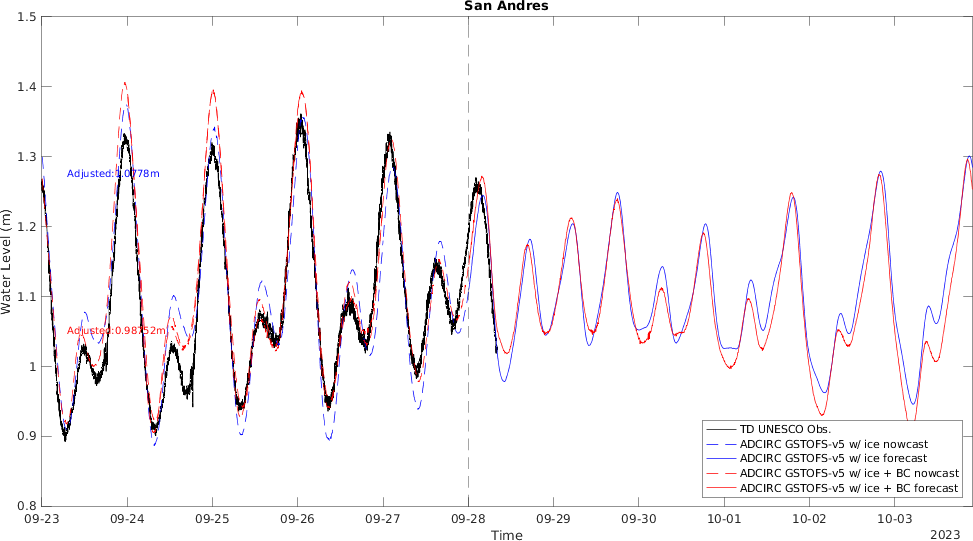 San Andres
1.5
1.4
1.3
1.2
1.1
1
0.9
0.8
Water Level (m)
Adjusted:1.0778m
Adjusted:0.98752m
TD UNESCO Obs.
ADCIRC GSTOFS-v5 w/ ice nowcast
ADCIRC GSTOFS-v5 w/ ice forecast
ADCIRC GSTOFS-v5 w/ ice + BC nowcast
ADCIRC GSTOFS-v5 w/ ice + BC forecast
09-23 09-24 09-25 09-26 09-27 09-28 09-29 09-30 10-01 10-02 10-03
Time
2023